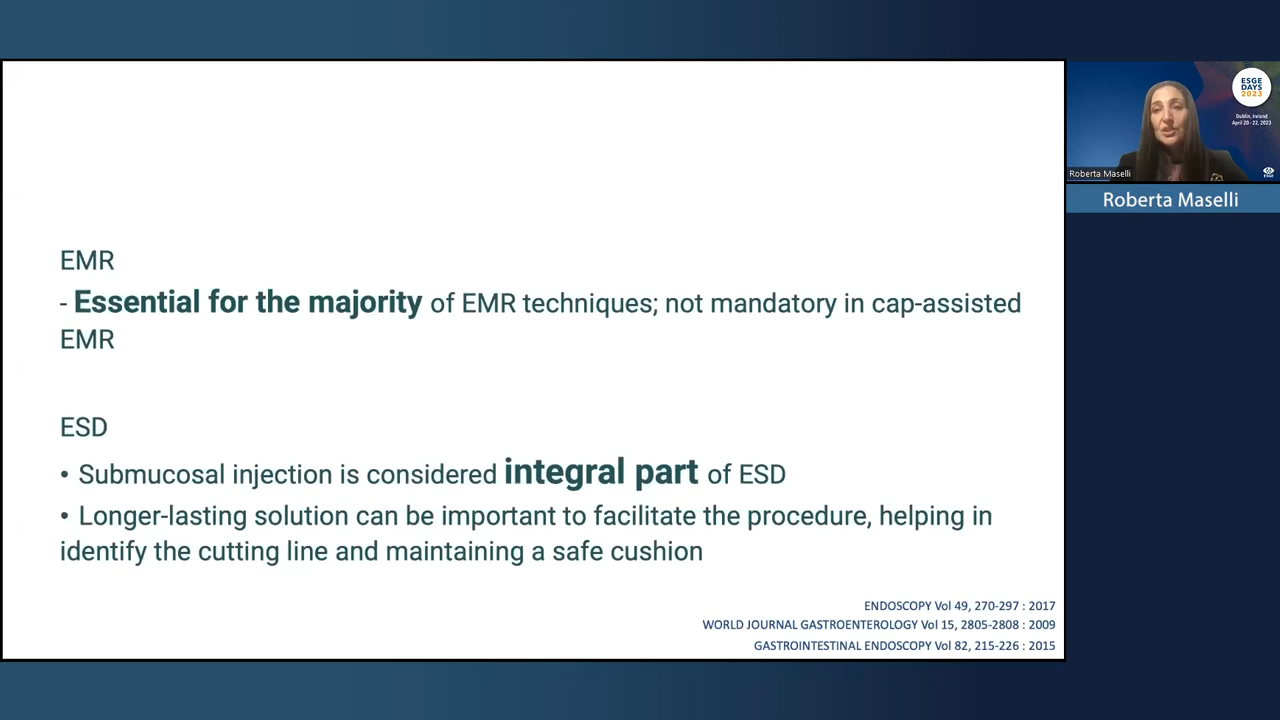 EMR
- Essential for the majority of EMR techniques; not mandatory in cap-assisted
EMR
ESD
• Submucosal injection is considered integral part of ESD
• Longer-lasting solution can be important to facilitate the procedure, helping in
identify the cutting line and maintaining a safe cushion
ENDOSCOPY Vol 49, 270-297 : 2017
WORLD JOURNAL GASTROENTEROLOGY Vol 15, 2805-2808 : 2009
GASTROINTESTINAL ENDOSCOPY Vol 82, 215-226 : 2015
ESGE
DAYS
2023
Dublin, Ireland
April 20 - 22, 2023
Roberta Maselli
ESGE
Roberta Maselli